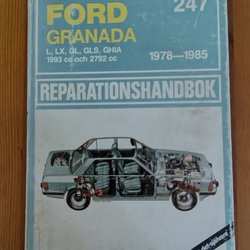 247
FORD
GRANADA
L, LX, GL, GLS, GHIA
1993 cc och 2792 cc
1978—1985
REPARATIONSHANDBOK